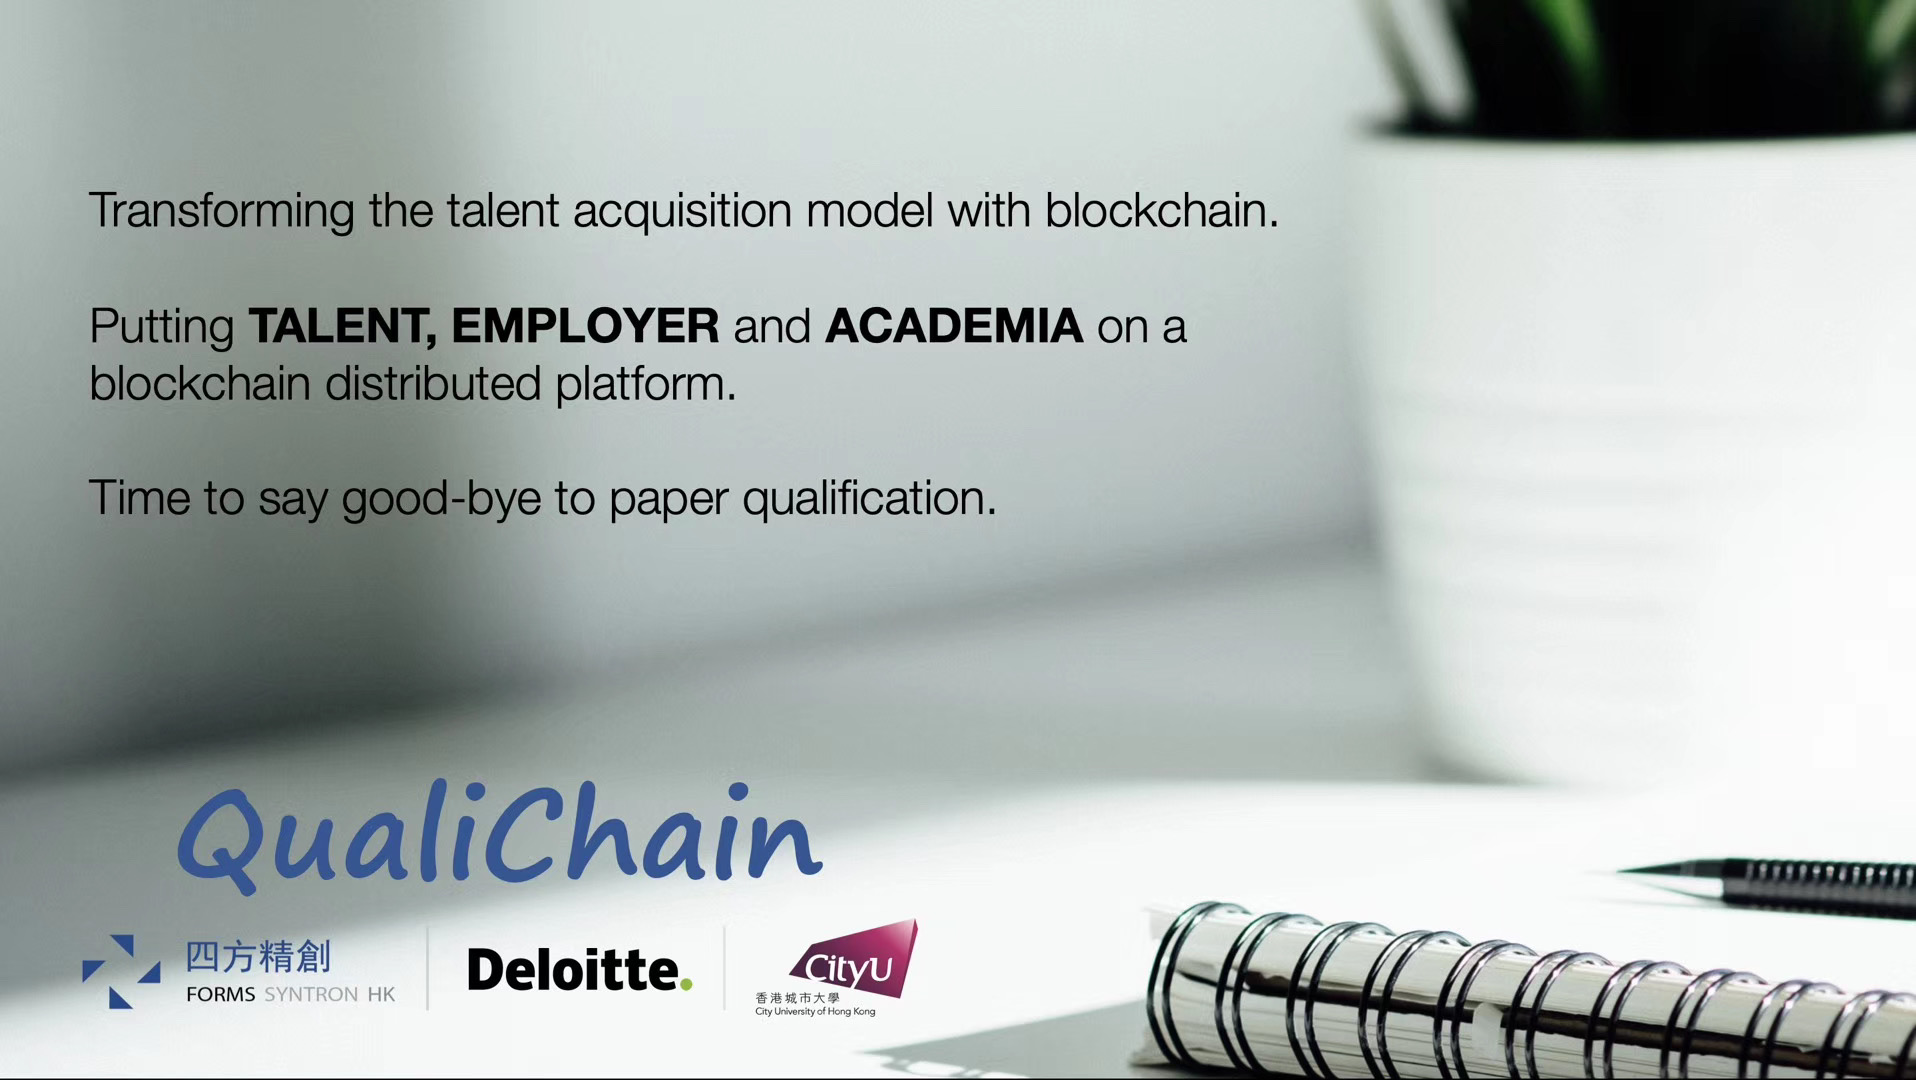 Transforming the talent acquisition model with blockchain.
Putting TALENT, EMPLOYER and ACADEMIA on a
blockchain distributed platform.
Time to say good-bye to paper qualification.
QualiChain
四方精創
FORMS SYNTRON HK
Deloitte.
CityU
香港城市大學
City University of Hong Kong